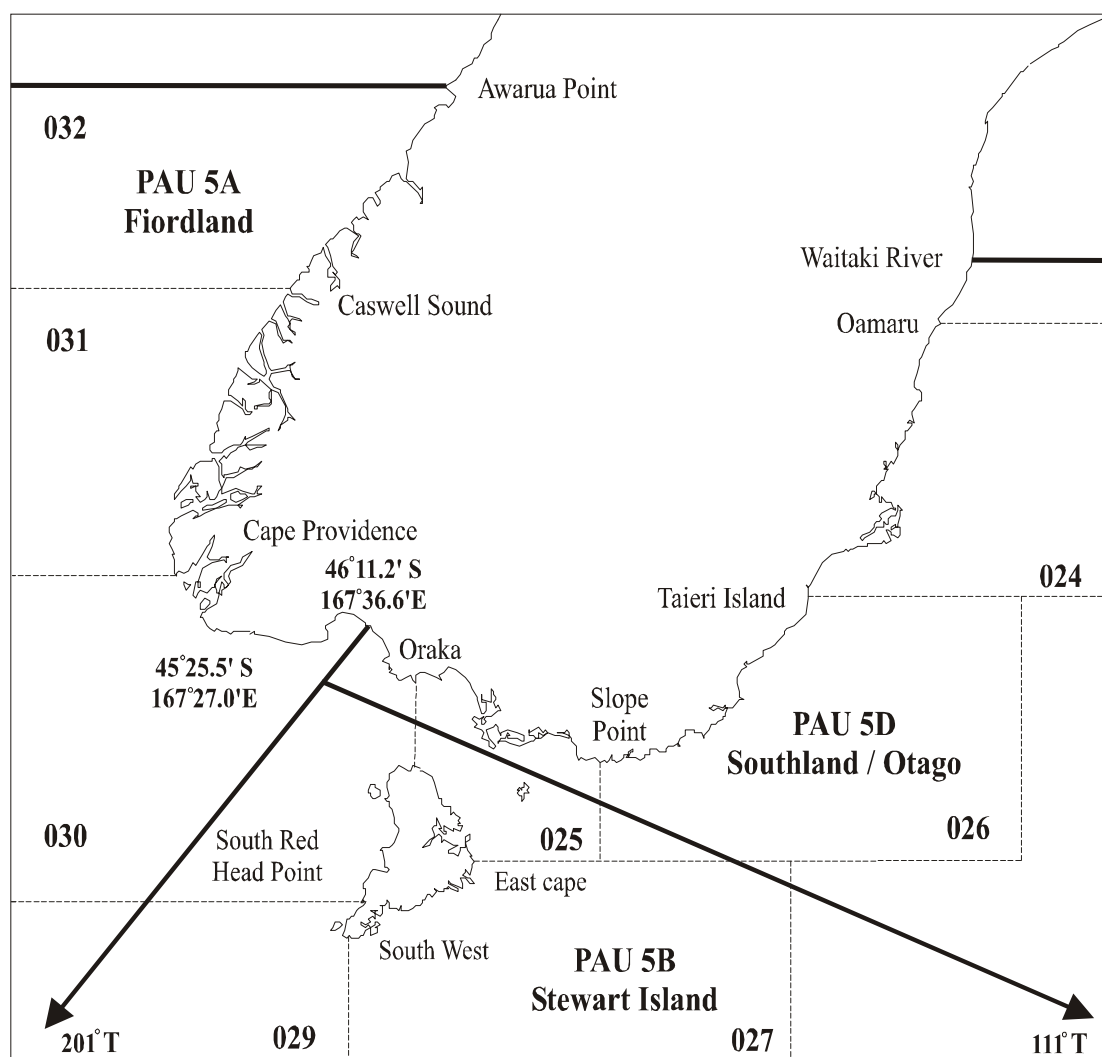 Awarua Point
032
PAU 5A
Fiordland
Waitaki River
Caswell Sound
Oamaru
031
Cape Providence
46°11.2' S
167°36.6'E
024
Taieri Island
Oraka
45°25.5' S
167°27.0'E
Slope
Point
PAU 5D
Southland / Otago
030
South Red
Head Point
025
026
East cape
South West
PAU 5B
Stewart Island
029
027
201°T
111°T